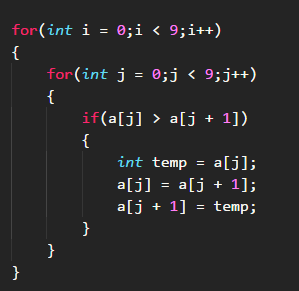 for(int i = 0;i < 9;i++)
{
    for(int j = 0;j < 9;j++)
    {
        if(a[j] > a[j + 1])
        {
            int temp = a[j];
            a[j] = a[j + 1];
            a[j + 1] = temp;
        }
    }
}